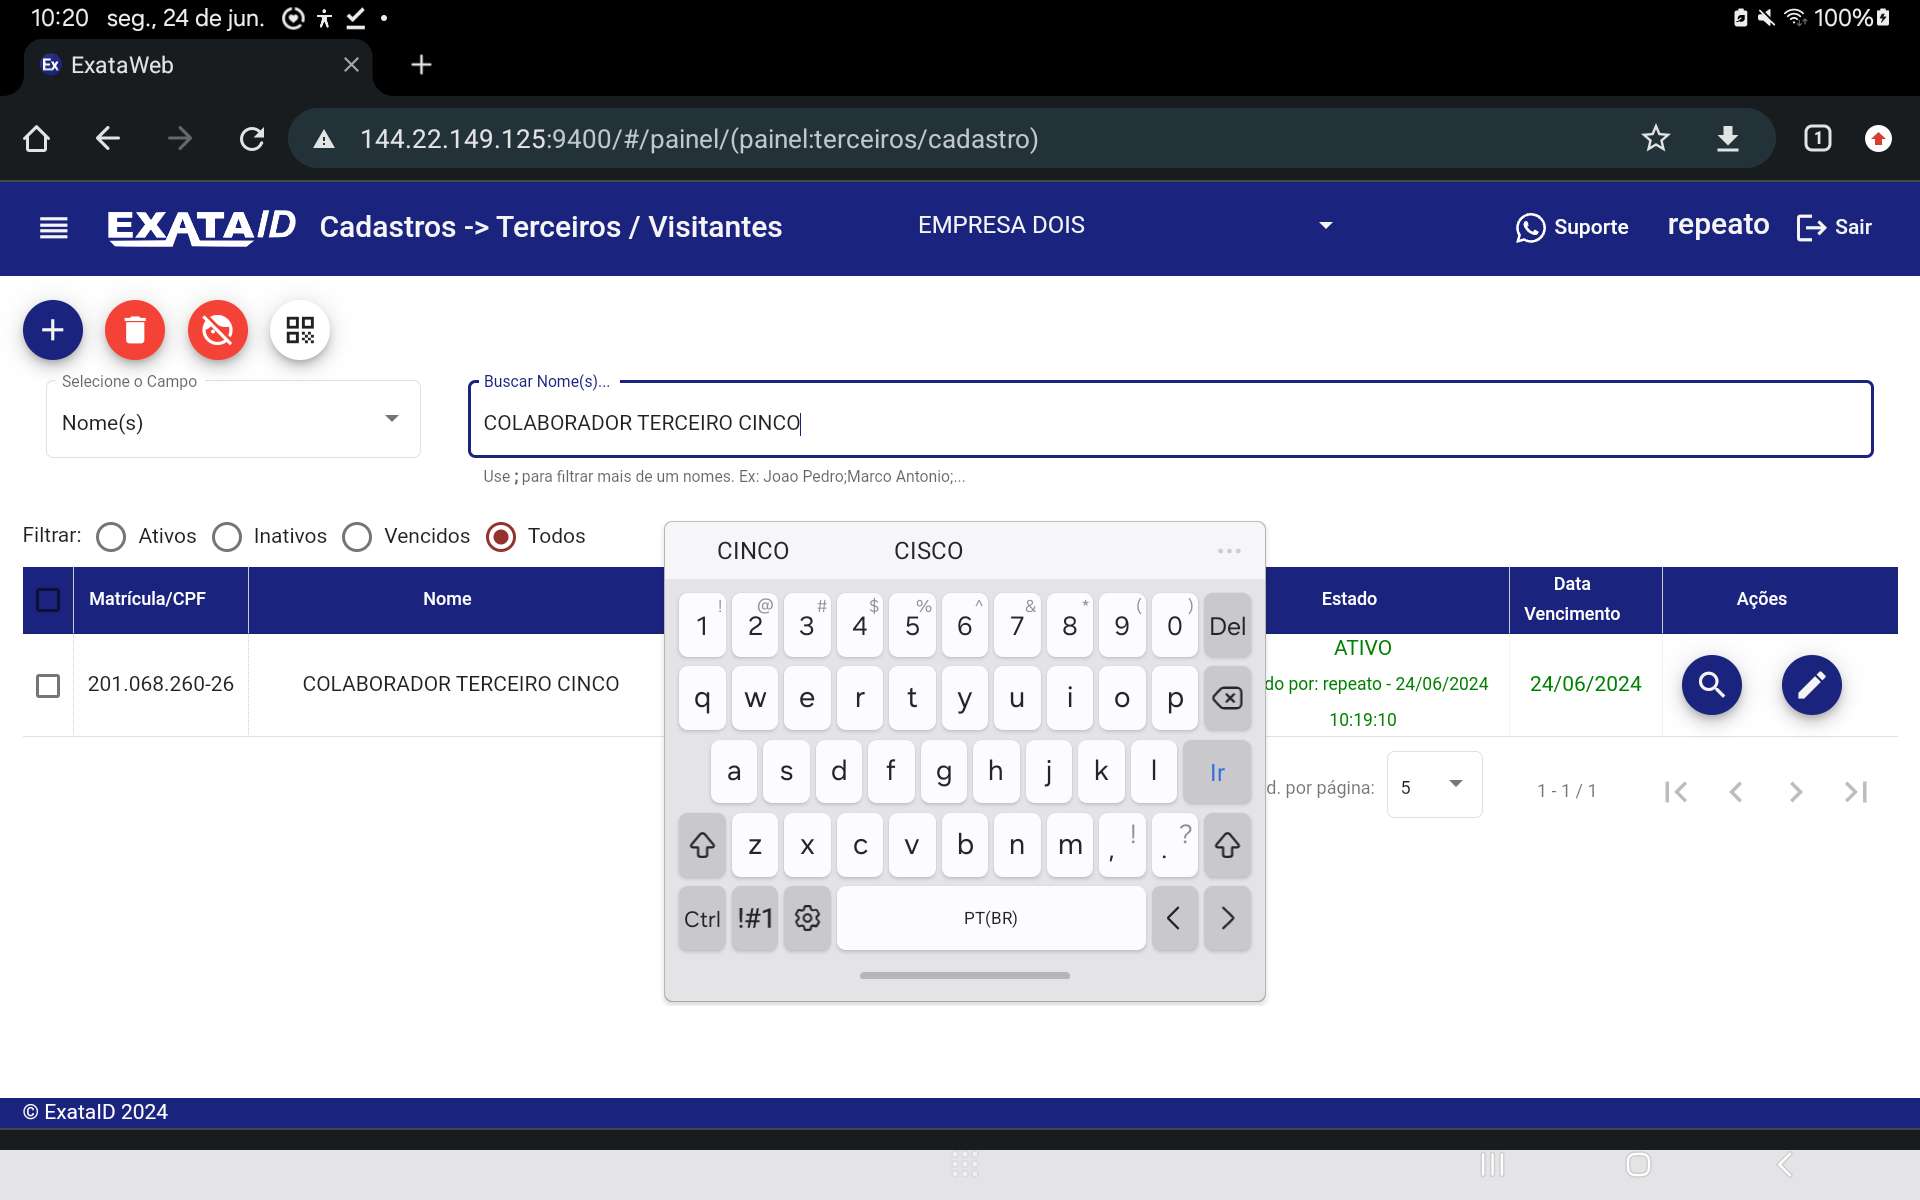 10:20 seg., 24 de jun. 100%
Ex ExataWeb
144.22.149.125:9400/#/painel/(painel:terceiros/cadastro) 1
EXATAID Cadastros -> Terceiros / Visitantes EMPRESA DOIS Suporte repeato Sair
Selecione o Campo Buscar Nome(s)...
Nome(s) COLABORADOR TERCEIRO CINCO
Use ; para filtrar mais de um nomes. Ex: Joao Pedro;Marco Antonio;...
Filtrar: Ativos Inativos Vencidos Todos
Matrícula/CPF Nome Estado Data Vencimento Ações
201.068.260-26 COLABORADOR TERCEIRO CINCO ATIVO
do por: repeato - 24/06/2024 24/06/2024
10:19:10
d. por página: 5 1 - 1 / 1
CINCO CISCO ...
1 ! 2 @ 3 # 4 $ 5 % 6 ^ 7 & 8 * 9 ( 0 ) Del
q w e r t y u i o p
a s d f g h j k l Ir
z x c v b n m , ! . ?
Ctrl !#1 PT(BR) < >
© ExataID 2024